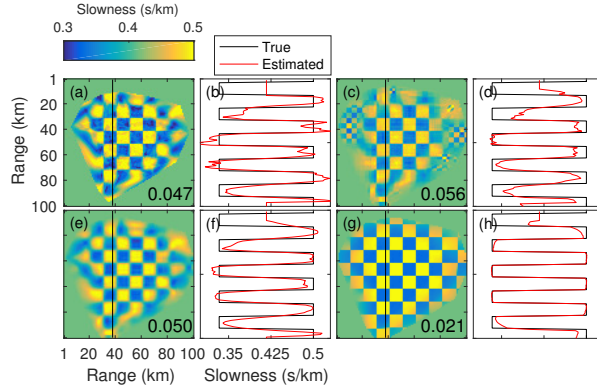 Slowness (s/km)
0.3 0.4 0.5
True
Estimated
1
20
40
60
80
100
Range (km)
(a) (b) (c) (d)
0.047 0.056
(e) (f) (g) (h)
0.050 0.021
1 20 40 60 80 100
0.35 0.425 0.5
Range (km) Slowness (s/km)